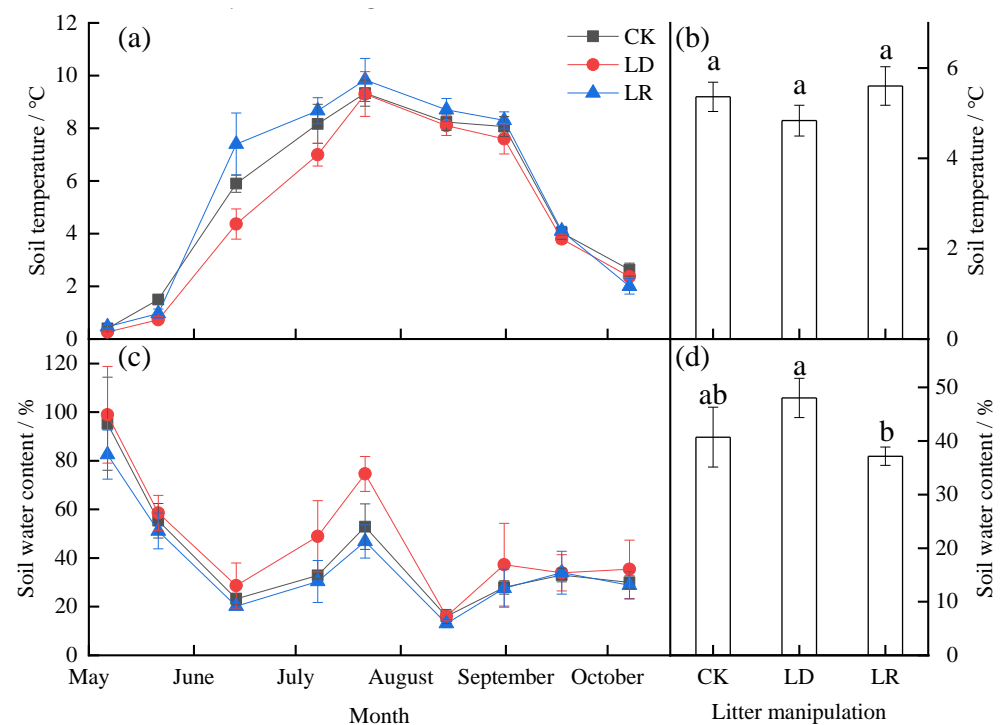 (a)
CK
LD
LR
12
10
8
6
4
2
0
Soil temperature / °C
(b)
a
a
a
6
4
2
0
Soil temperature / °C
(c)
120
100
80
60
40
20
0
Soil water content / %
May
June
July
August
September
October
Month
(d)
ab
a
b
50
40
30
20
10
0
Soil water content / %
CK
LD
LR
Litter manipulation